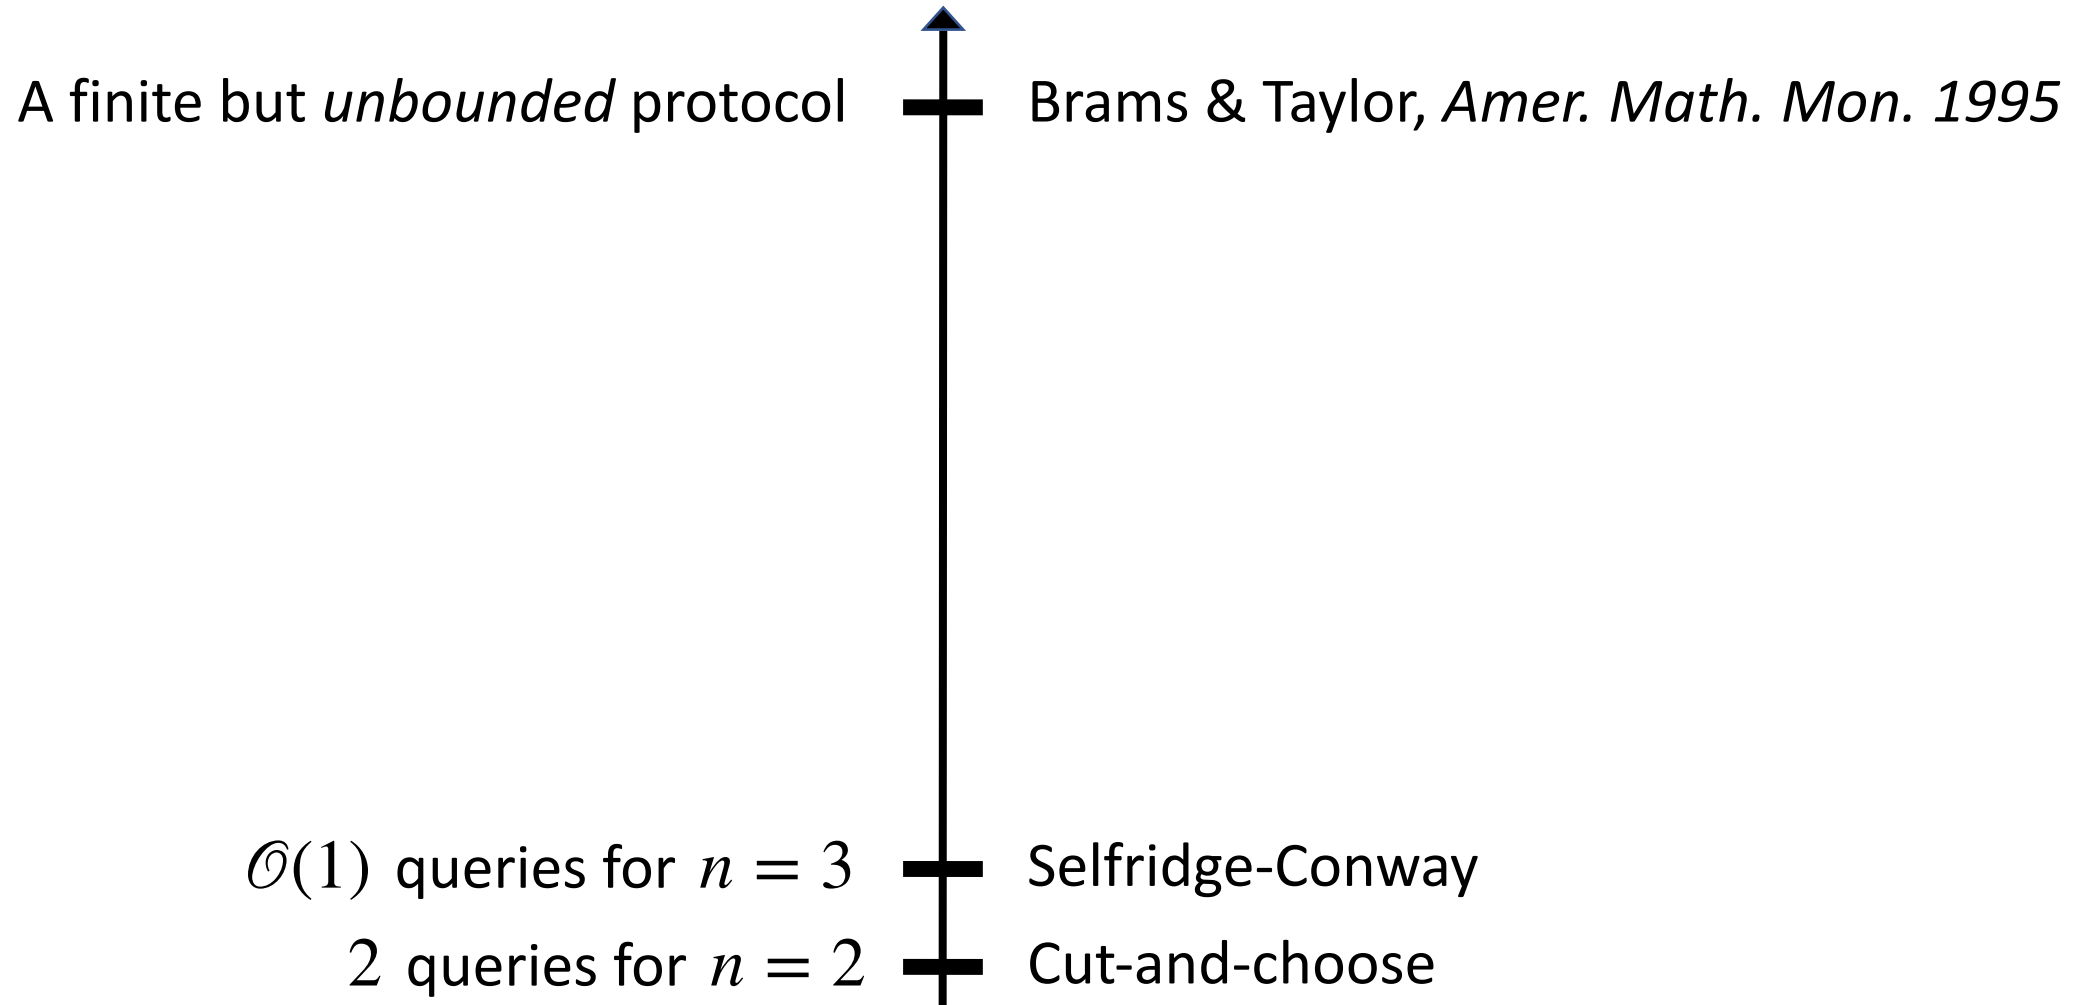 A finite but unbounded protocol Brams & Taylor, Amer. Math. Mon. 1995
𝒪(1) queries for n = 3 Selfridge-Conway
2 queries for n = 2 Cut-and-choose